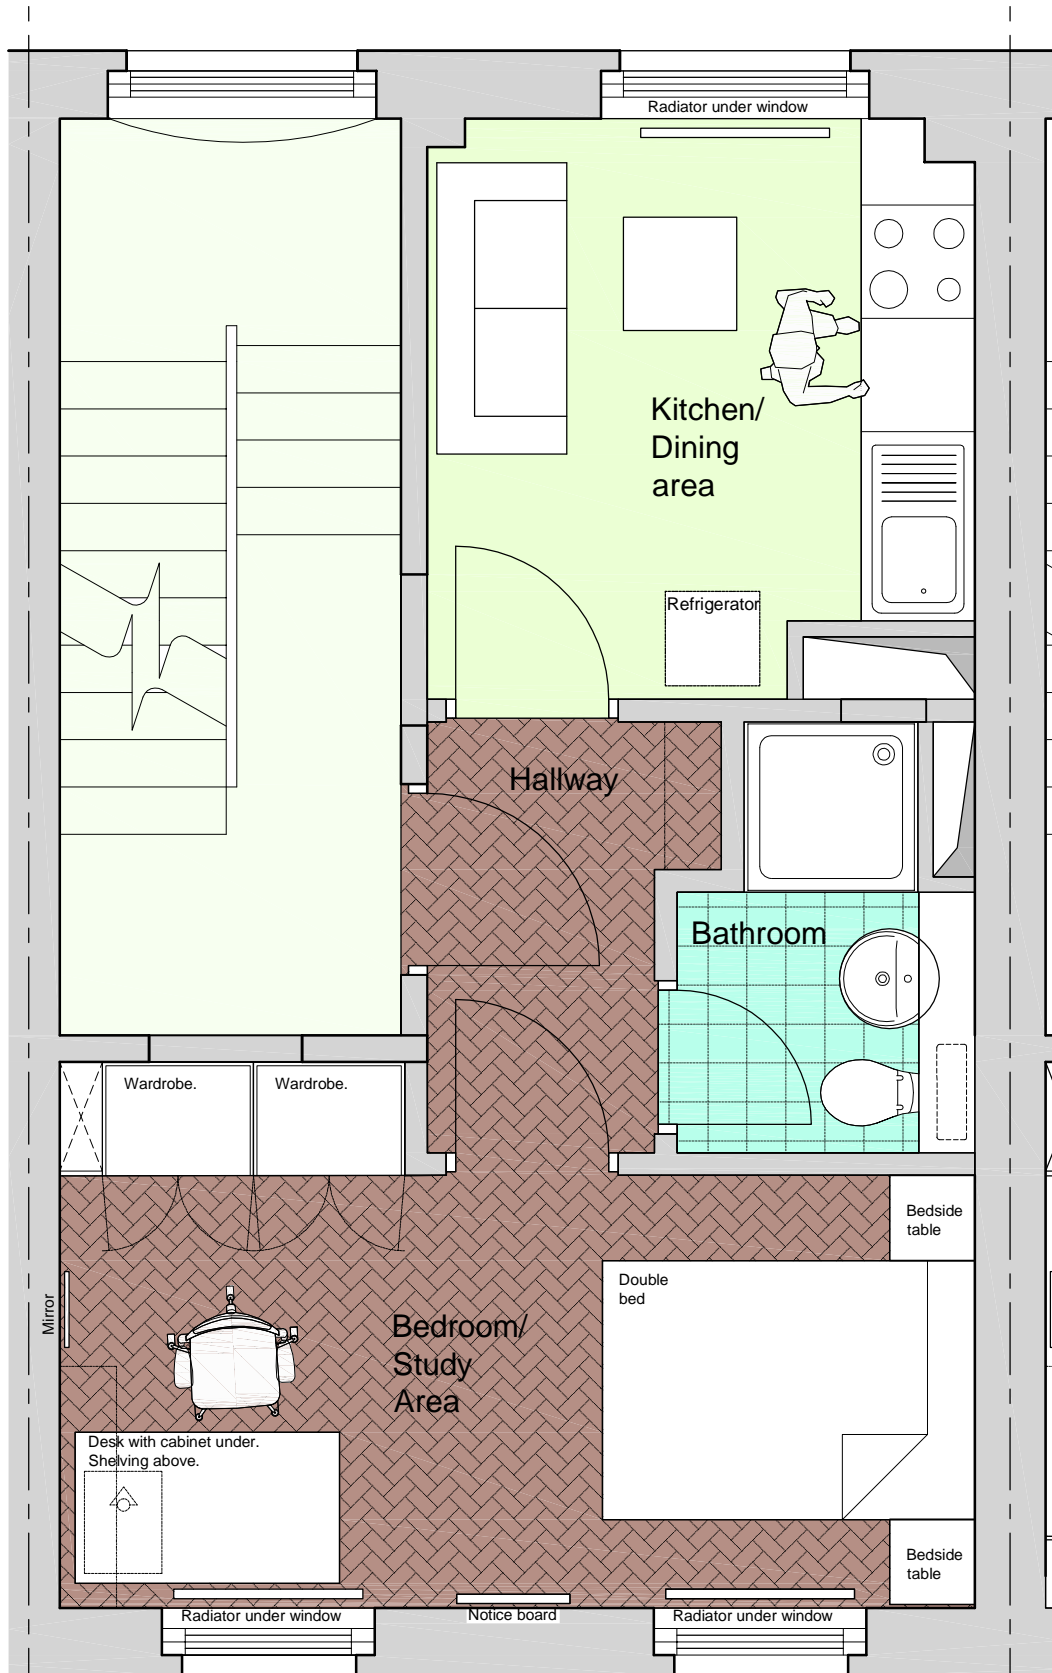 Radiator under window
Kitchen/
Dining
area
Refrigerator
Hallway
Bathroom
Wardrobe.
Wardrobe.
Bedside
table
Mirror
Double
bed
Bedroom/
Study
Area
Desk with cabinet under.
Shelving above.
Bedside
table
Radiator under window
Notice board
Radiator under window